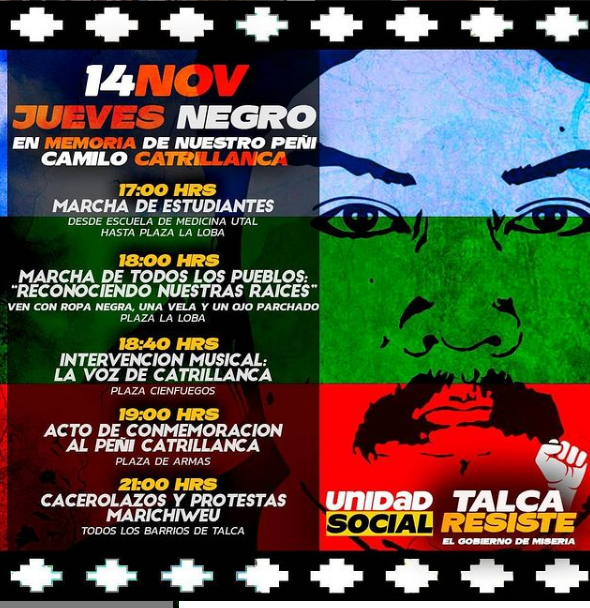 14NOV
JUEVES NEGRO
EN MEMORIA DE NUESTRO PEÑI
CAMILO CATRILLANCA
17:00 HRS
MARCHA DE ESTUDIANTES
DESDE ESCUELA DE MEDICINA UTAL
HASTA PLAZA LA LOBA
18:00 HRS
MARCHA DE TODOS LOS PUEBLOS:
"RECONOCIENDO NUESTRAS RAICES"
VEN CON ROPA NEGRA, UNA VELA Y UN OJO PARCHADO
PLAZA LA LOBA
18:40 HRS
INTERVENCION MUSICAL:
LA VOZ DE CATRILLANCA
PLAZA CIENFUEGOS
19:00 HRS
ACTO DE CONMEMORACION
AL PEÑI CATRILLANCA
PLAZA DE ARMAS
21:00 HRS
CACEROLAZOS Y PROTESTAS
MARICHIWEU
TODOS LOS BARRIOS DE TALCA
UNIDAD
SOCIAL
TALCA
RESISTE
EL GOBIERNO DE MISERIA